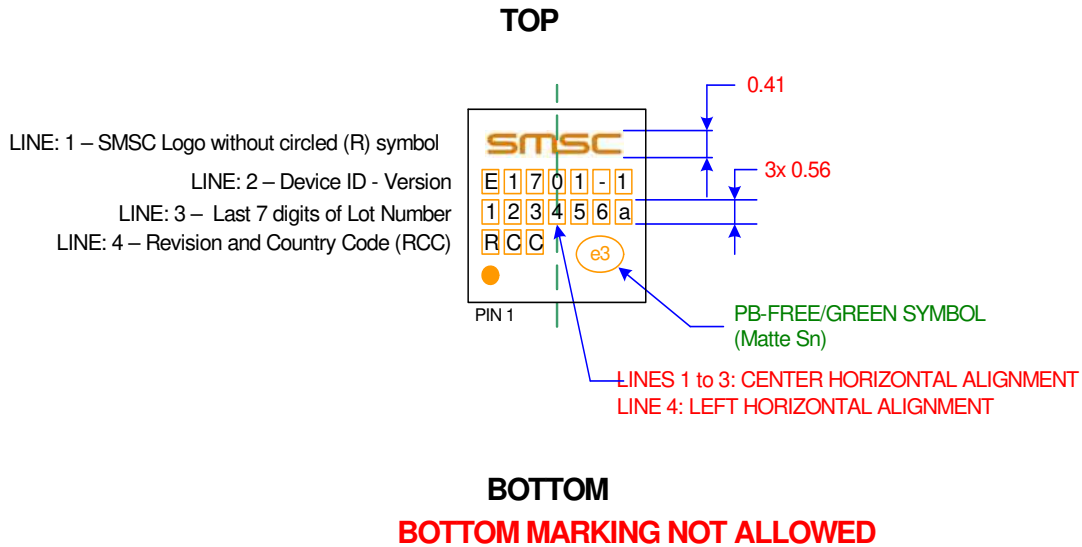 TOP
0.41
LINE: 1 – SMSC Logo without circled (R) symbol
SMSC
LINE: 2 – Device ID - Version
E1701-1
3x 0.56
LINE: 3 – Last 7 digits of Lot Number
123456a
LINE: 4 – Revision and Country Code (RCC)
RCC
e3
PIN 1
PB-FREE/GREEN SYMBOL
(Matte Sn)
LINES 1 to 3: CENTER HORIZONTAL ALIGNMENT
LINE 4: LEFT HORIZONTAL ALIGNMENT
BOTTOM
BOTTOM MARKING NOT ALLOWED